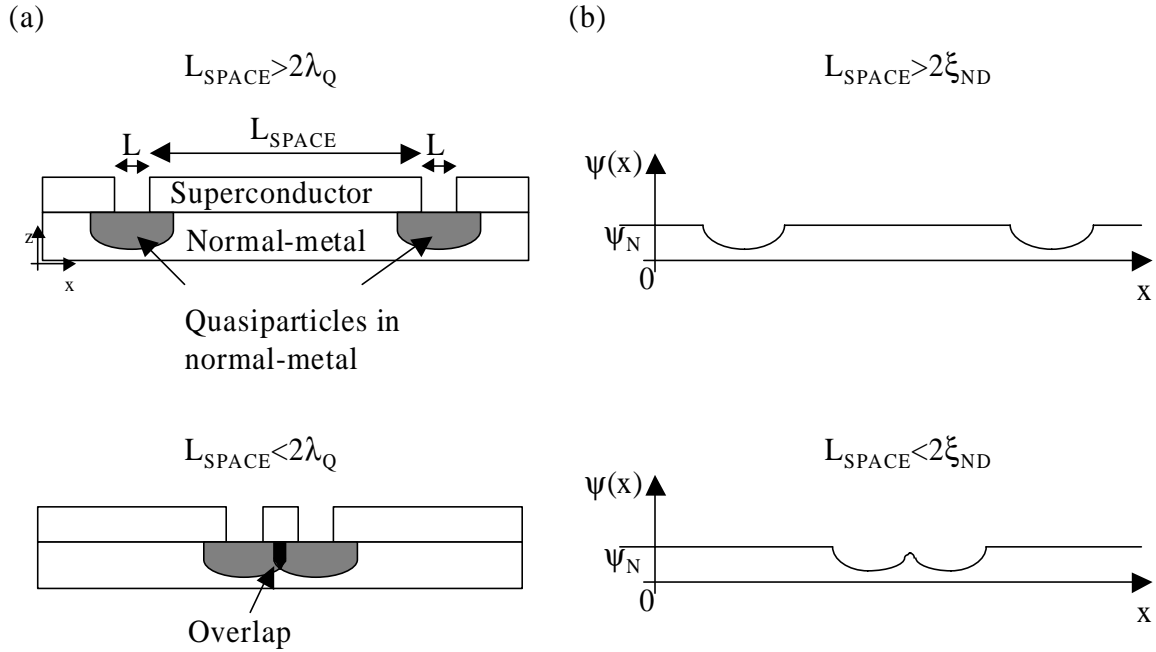 (a)
L_SPACE>2λ_Q
L
L_SPACE
L
Superconductor
Normal-metal
z
x
Quasiparticles in
normal-metal
L_SPACE<2λ_Q
Overlap
(b)
L_SPACE>2ξ_ND
ψ(x)
ψ_N
0
x
L_SPACE<2ξ_ND
ψ(x)
ψ_N
0
x